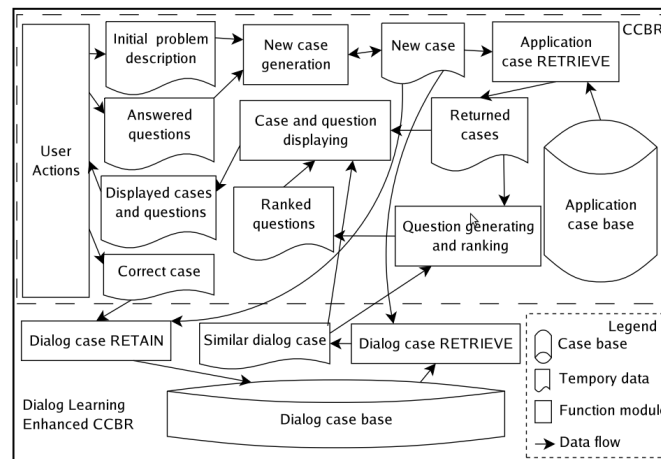 CCBR
Initial problem
description
New case
generation
New case
Application
case RETRIEVE
Answered
questions
Case and question
displaying
Returned
cases
User
Actions
Displayed cases
and questions
Ranked
questions
Question generating
and ranking
Application
case base
Correct case
Dialog case RETAIN
Similar dialog case
Dialog case RETRIEVE
Dialog case base
Dialog Learning
Enhanced CCBR
Legend
Case base
Tempory data
Function module
Data flow